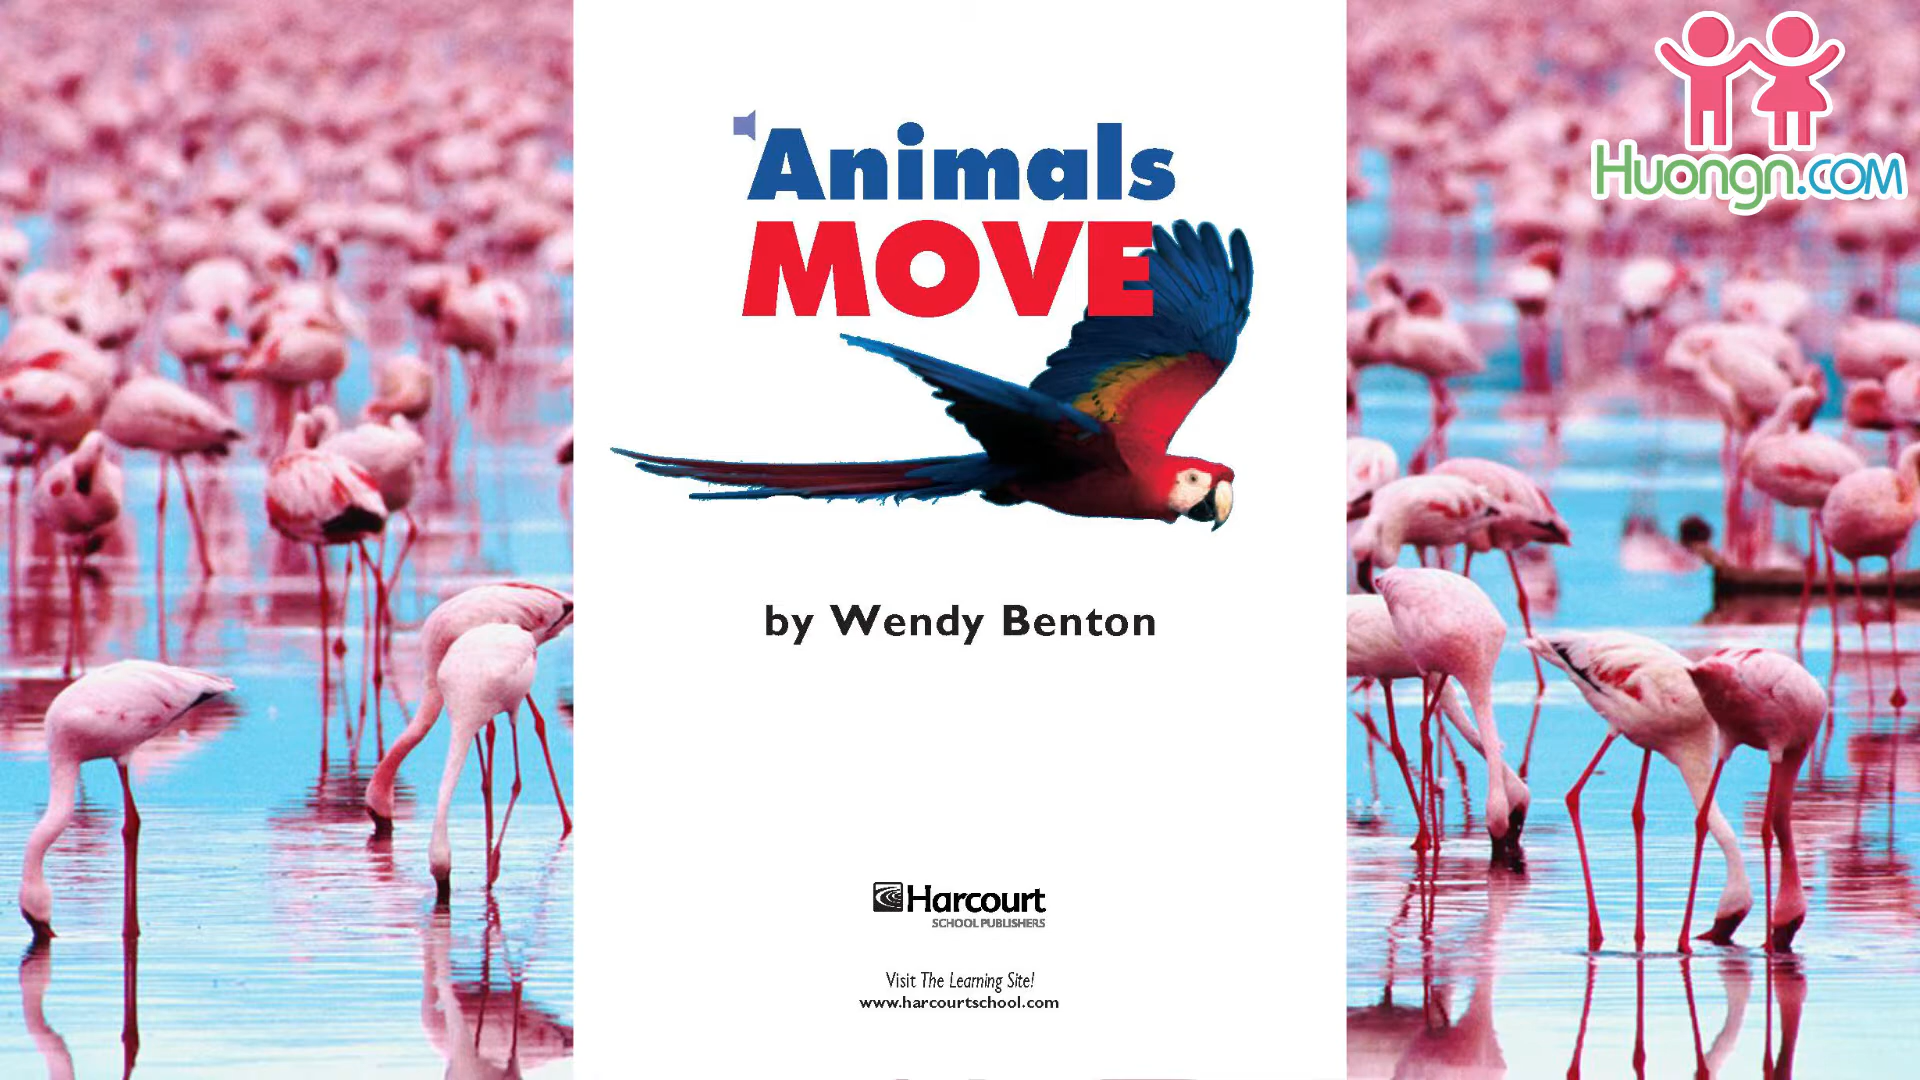 Huongn.COM
Animals
MOVE
by Wendy Benton
Harcourt
SCHOOL PUBLISHERS
Visit The Learning Site!
www.harcourtschool.com